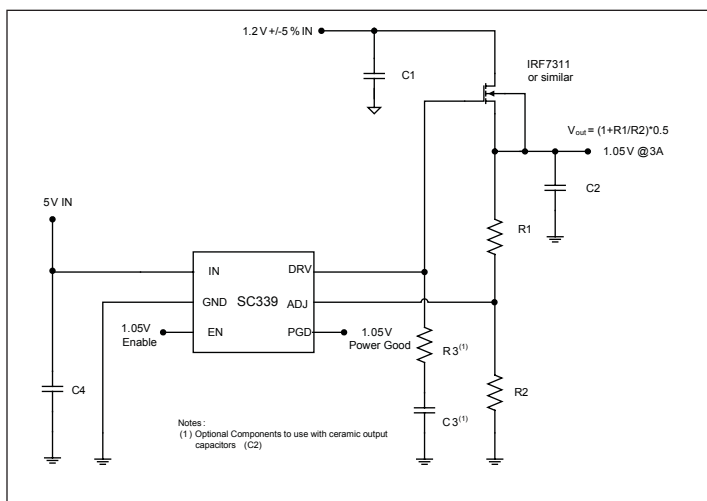 1.2V +/-5% IN
C1
IRF7311
or similar
Vout = (1+R1/R2)*0.5
1.05V @3A
C2
5V IN
R1
IN
DRV
GND
SC339
ADJ
EN
PGD
1.05V
Enable
1.05V
Power Good
R3(1)
C4
R2
C3(1)
Notes:
(1) Optional Components to use with ceramic output
capacitors (C2)